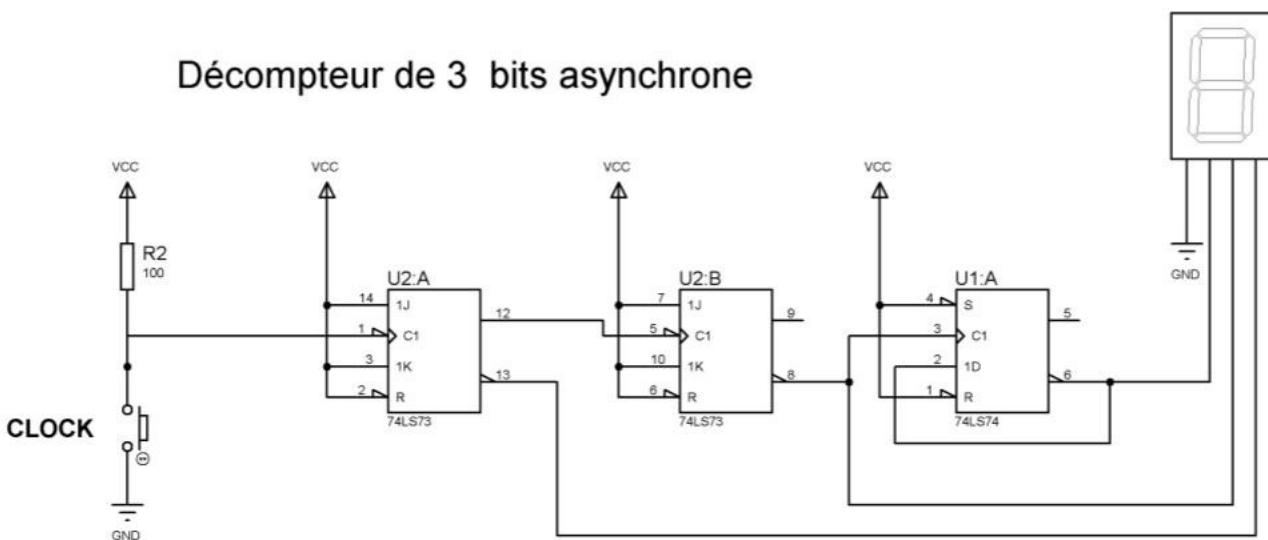 Décompteur de 3 bits asynchrone
VCC
VCC
VCC
VCC
R2
100
CLOCK
GND
U2:A
14 1J 12
1 C1
3 1K 13
2 R
74LS73
U2:B
7 1J 9
5 C1
10 1K 8
6 R
74LS73
U1:A
4 S 5
3 C1
2 1D 6
1 R
74LS74
GND